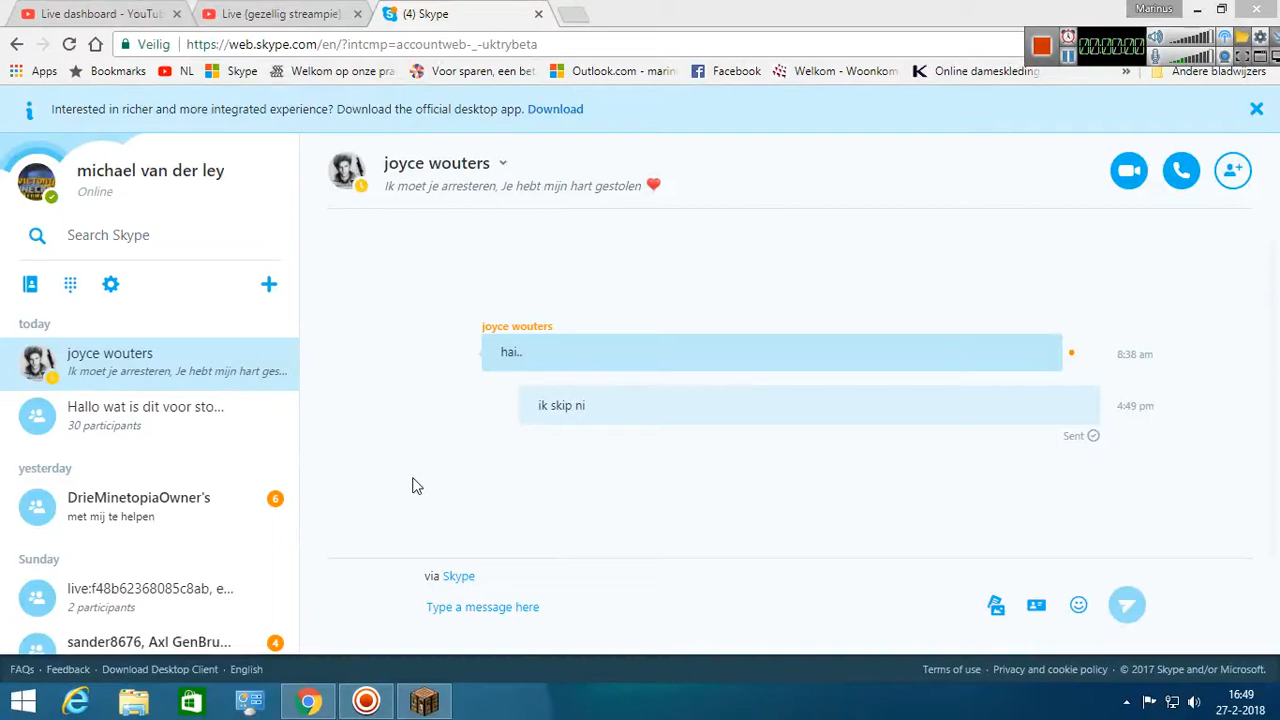 Live dashboard - YouTu
Live (gezellig streampie)
(4) Skype
Marinus
Veilig
https://web.skype.com/en/?intcmp=accountweb-_-uktrybeta
00:00:00
Apps
Bookmarks
NL
Skype
Welkom op onze pra
Voor sparen, een bet
Outlook.com - marin
Facebook
Welkom - Woonkom
Online dameskleding
»
Andere bladwijzers
Interested in richer and more integrated experience? Download the official desktop app. Download
michael van der ley
Online
Search Skype
today
joyce wouters
Ik moet je arresteren, Je hebt mijn hart ges...
Hallo wat is dit voor sto...
30 participants
yesterday
DrieMinetopiaOwner's
6
met mij te helpen
Sunday
live:f48b62368085c8ab, e...
2 participants
sander8676, Axl GenBru...
4
joyce wouters
Ik moet je arresteren, Je hebt mijn hart gestolen ❤
joyce wouters
hai..
8:38 am
ik skip ni
4:49 pm
Sent
via Skype
Type a message here
FAQs • Feedback • Download Desktop Client • English
Terms of use • Privacy and cookie policy • © 2017 Skype and/or Microsoft.
16:49
27-2-2018